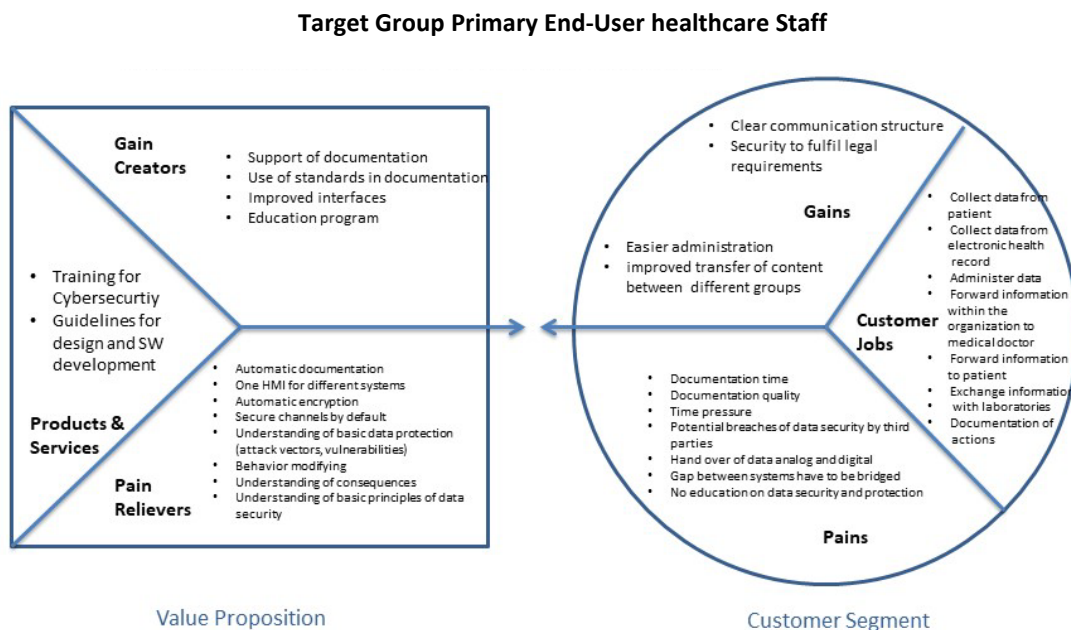 Target Group Primary End-User healthcare Staff
Gain
Creators
• Support of documentation
• Use of standards in documentation
• Improved interfaces
• Education program
• Training for
Cybersecurtiy
• Guidelines for
design and SW
development
Products &
Services
Pain
Relievers
• Automatic documentation
• One HMI for different systems
• Automatic encryption
• Secure channels by default
• Understanding of basic data protection
(attack vectors, vulnerabilities)
• Behavior modifying
• Understanding of consequences
• Understanding of basic principles of data
security
Value Proposition
• Clear communication structure
• Security to fulfil legal
requirements
Gains
• Easier administration
• improved transfer of content
between different groups
Customer
Jobs
• Collect data from
patient
• Collect data from
electronic health
record
• Administer data
• Forward information
within the
organization to
medical doctor
• Forward information
to patient
• Exchange information
• with laboratories
• Documentation of
actions
• Documentation time
• Documentation quality
• Time pressure
• Potential breaches of data security by third
parties
• Hand over of data analog and digital
• Gap between systems have to be bridged
• No education on data security and protection
Pains
Customer Segment